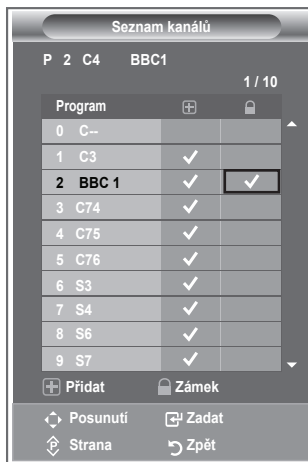 Seznam kanálů
P 2 C4 BBC1
1 / 10
Program
0 C--
1 C3
2 BBC 1
3 C74
4 C75
5 C76
6 S3
7 S4
8 S6
9 S7
Přidat Zámek
Posunutí Zadat
Strana Zpět